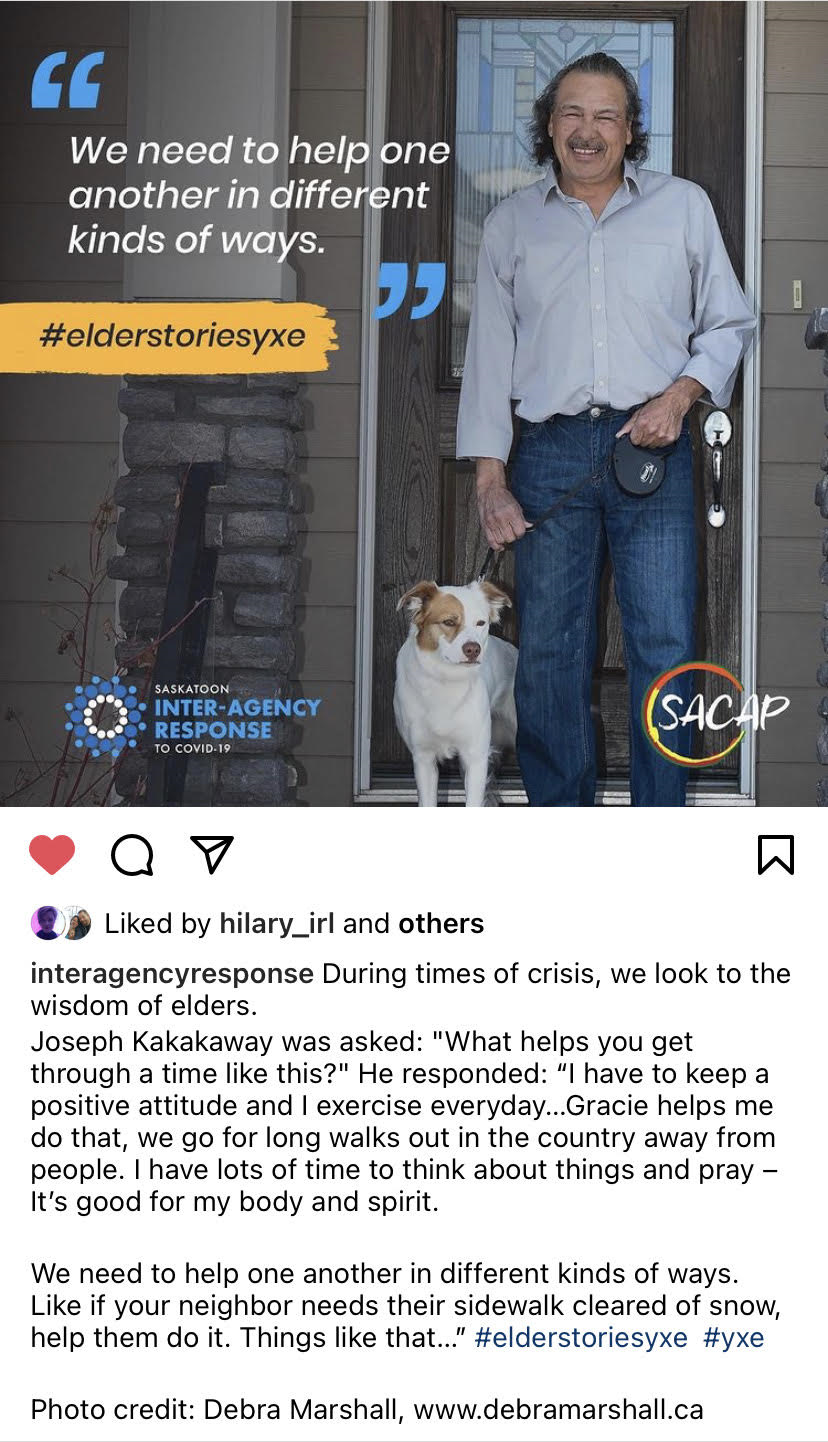 “
We need to help one
another in different
kinds of ways.
”
#elderstoriesyxe
SASKATOON
INTER-AGENCY
RESPONSE
TO COVID-19
SACAP
Liked by hilary_irl and others
interagencyresponse During times of crisis, we look to the
wisdom of elders.
Joseph Kakakaway was asked: "What helps you get
through a time like this?" He responded: “I have to keep a
positive attitude and I exercise everyday...Gracie helps me
do that, we go for long walks out in the country away from
people. I have lots of time to think about things and pray –
It’s good for my body and spirit.
We need to help one another in different kinds of ways.
Like if your neighbor needs their sidewalk cleared of snow,
help them do it. Things like that...” #elderstoriesyxe #yxe
Photo credit: Debra Marshall, www.debramarshall.ca